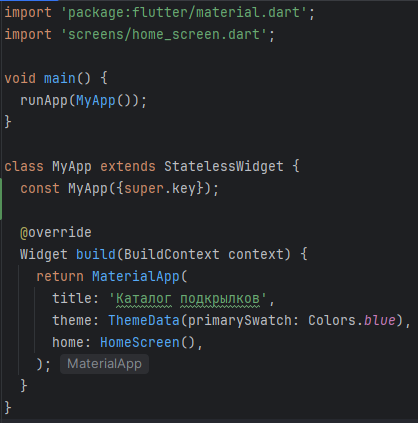 import 'package:flutter/material.dart';
import 'screens/home_screen.dart';
void main() {
  runApp(MyApp());
}
class MyApp extends StatelessWidget {
  const MyApp({super.key});
  @override
  Widget build(BuildContext context) {
    return MaterialApp(
      title: 'Каталог подкрылков',
      theme: ThemeData(primarySwatch: Colors.blue),
      home: HomeScreen(),
    ); MaterialApp
  }
}